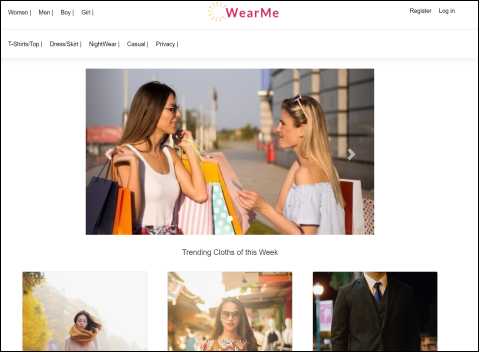 Women | Men | Boy | Girl |
WearMe
Register Log in
T-Shirts/Top | Dress/Skirt | NightWear | Casual | Privacy |
Trending Cloths of this Week